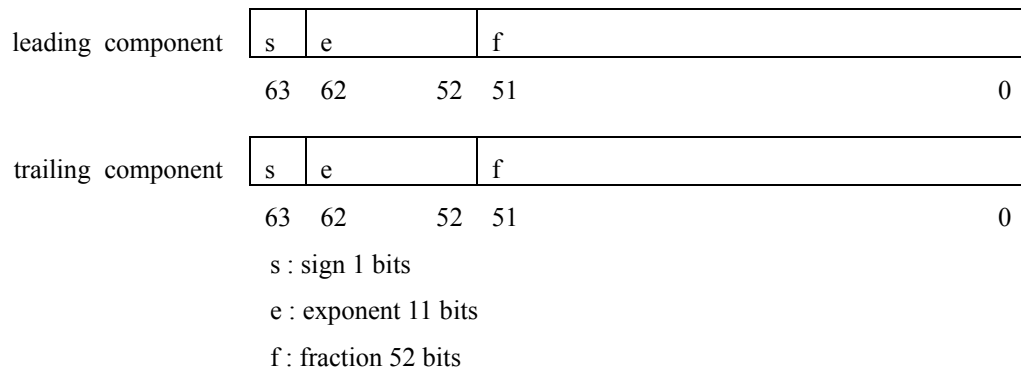 leading component s e f
63 62 52 51 0
trailing component s e f
63 62 52 51 0
s : sign 1 bits
e : exponent 11 bits
f : fraction 52 bits